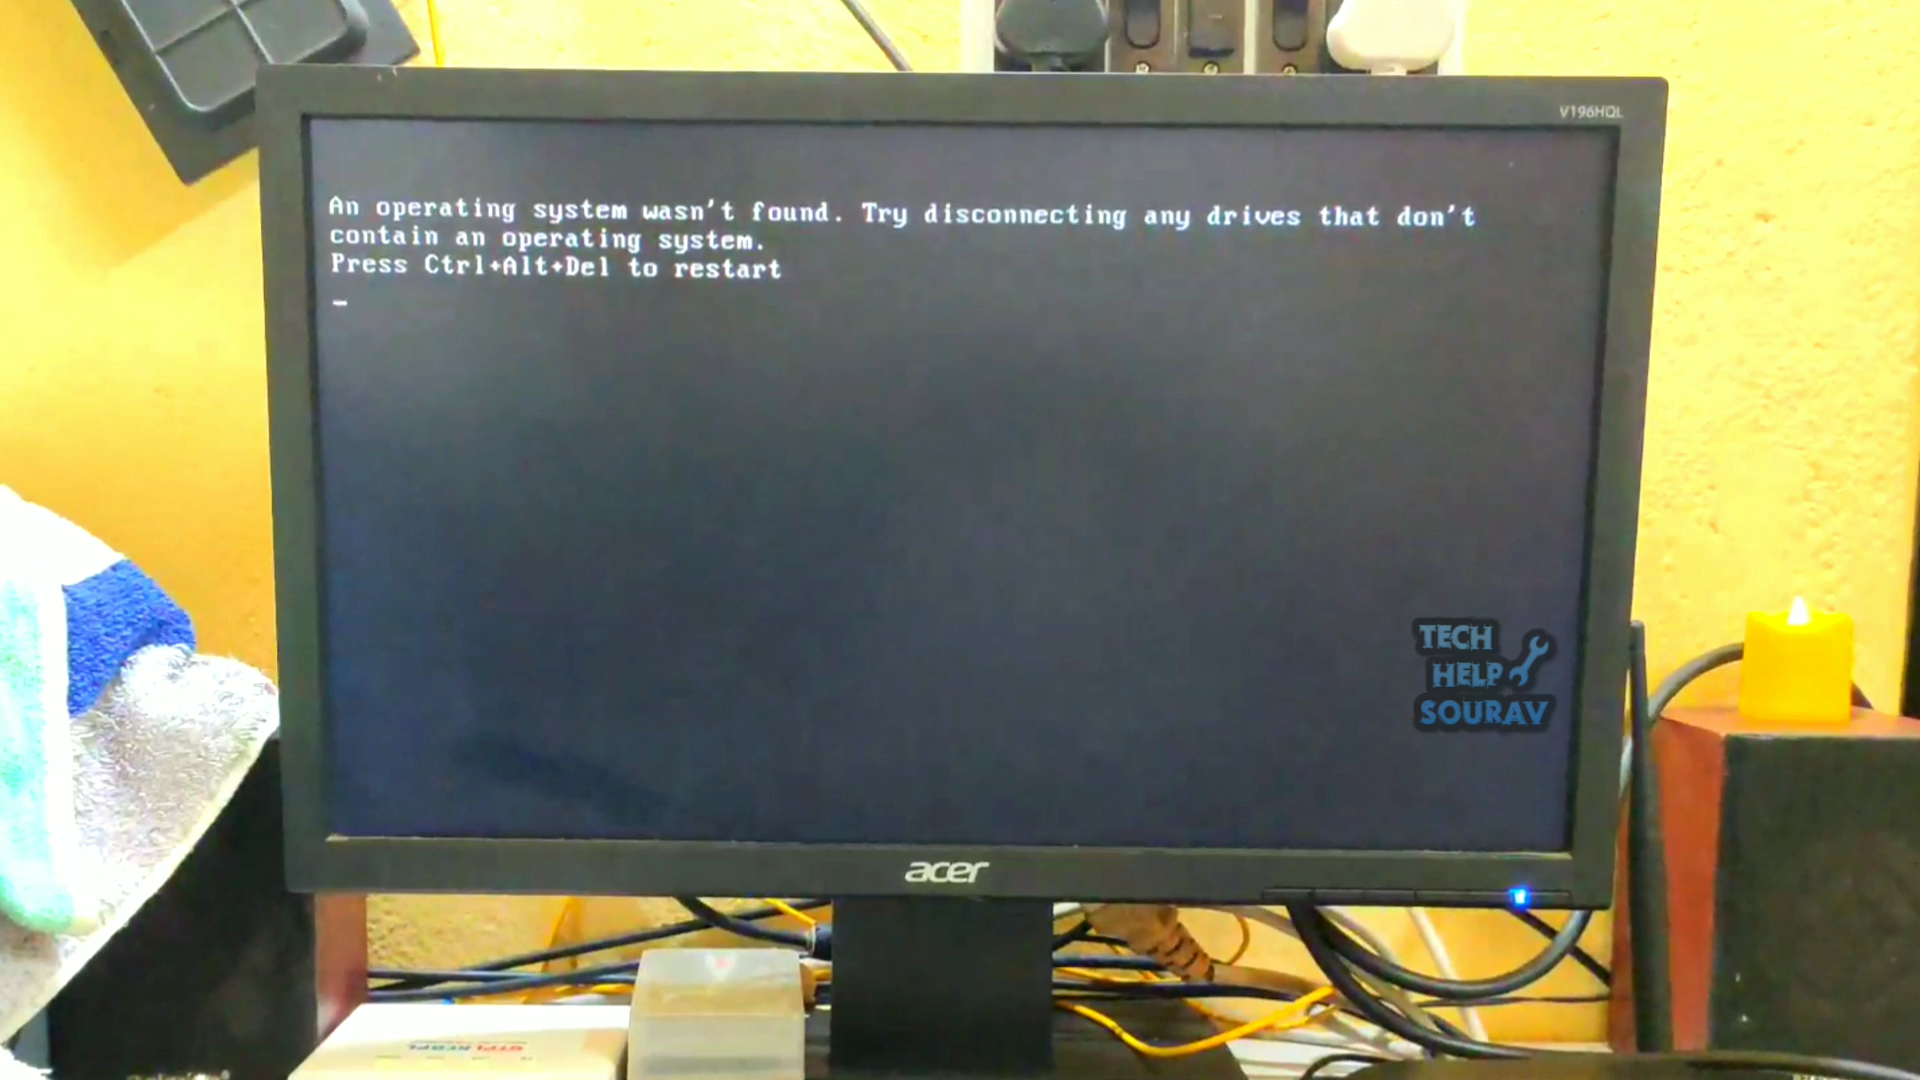 V196HQL
An operating system wasn't found. Try disconnecting any drives that don't
contain an operating system.
Press Ctrl+Alt+Del to restart
_
TECH
HELP
SOURAV
acer